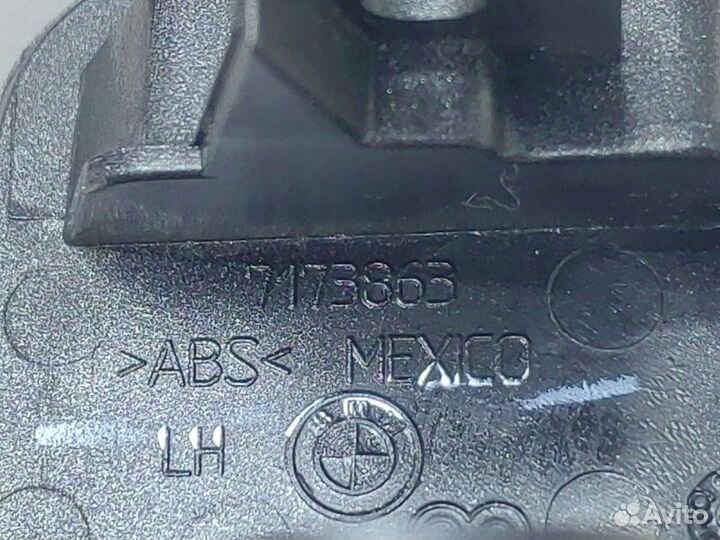 7173863
>ABS< MEXICO
LH
BMW
Avito